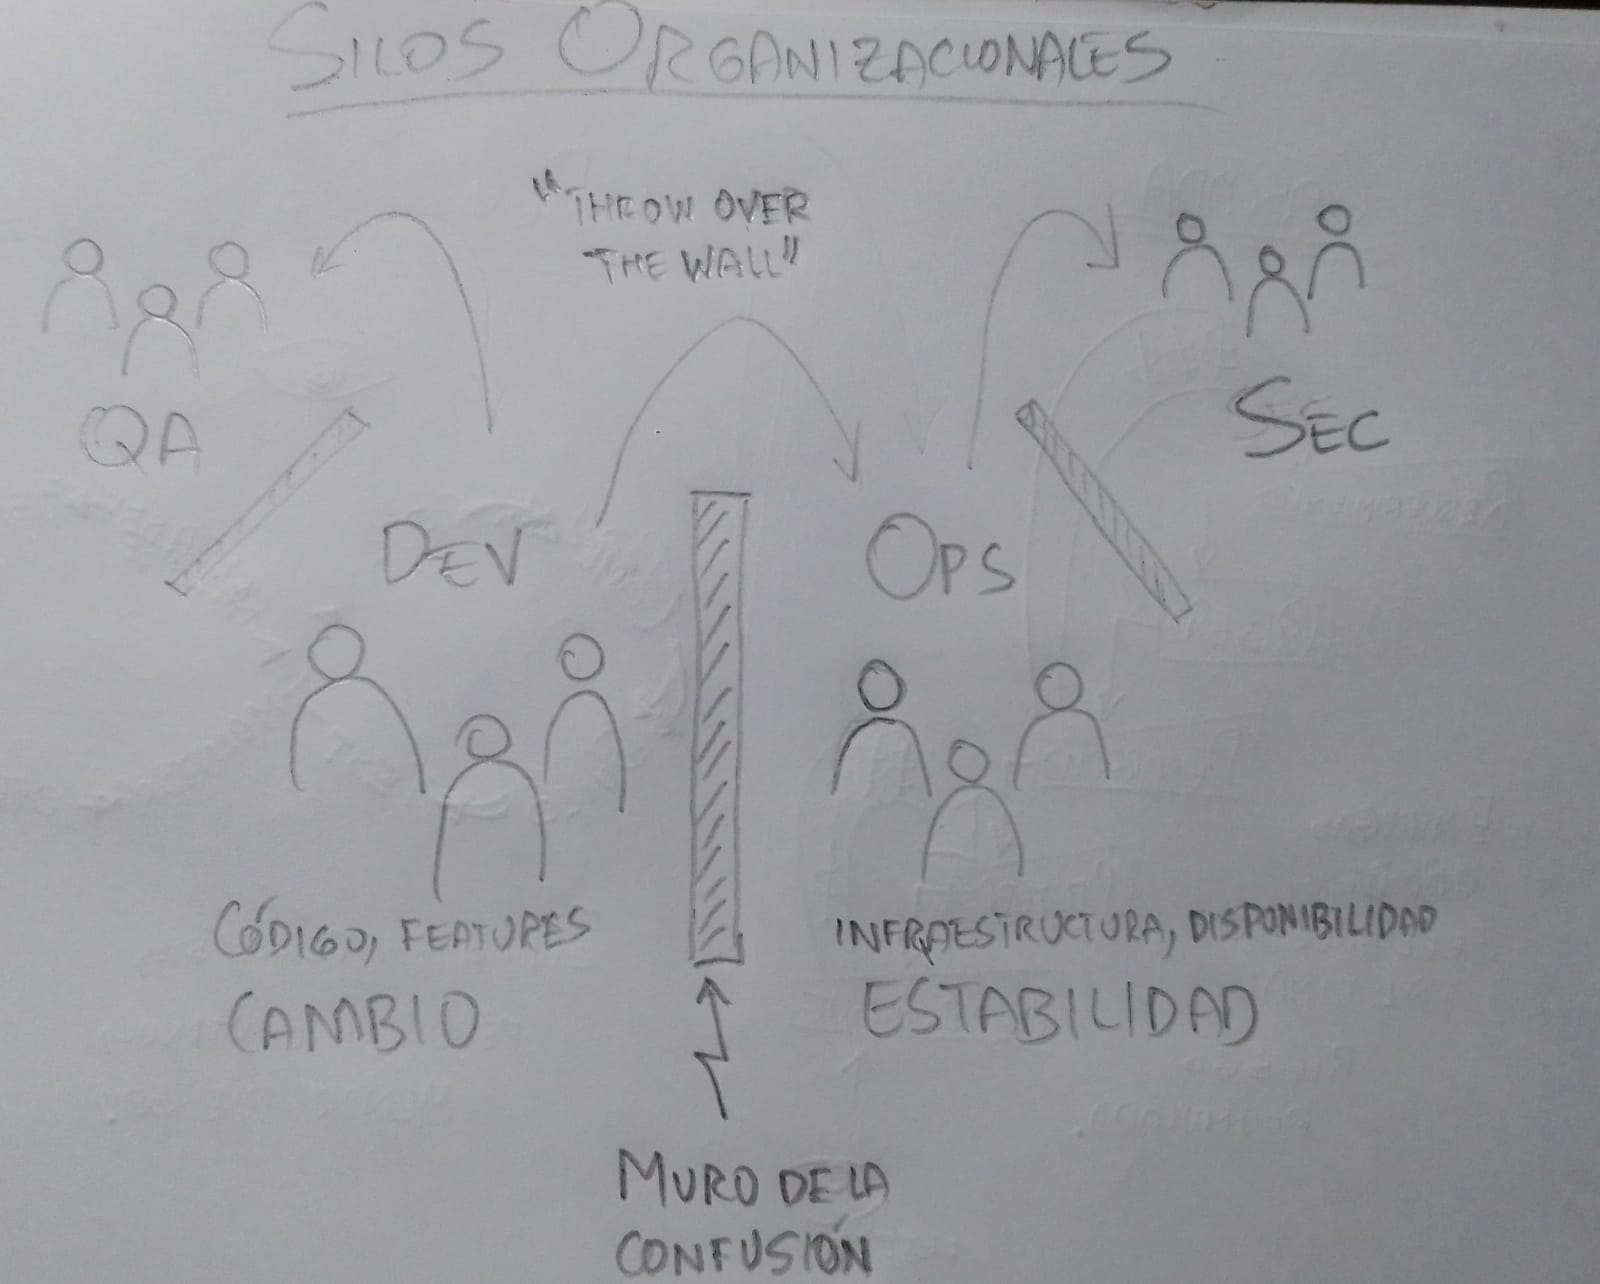 SILOS ORGANIZACIONALES
"THROW OVER
THE WALL"
QA
SEC
DEV
OPS
CÓDIGO, FEATURES
INFRAESTRUCTURA, DISPONIBILIDAD
CAMBIO
ESTABILIDAD
MURO DE LA
CONFUSIÓN